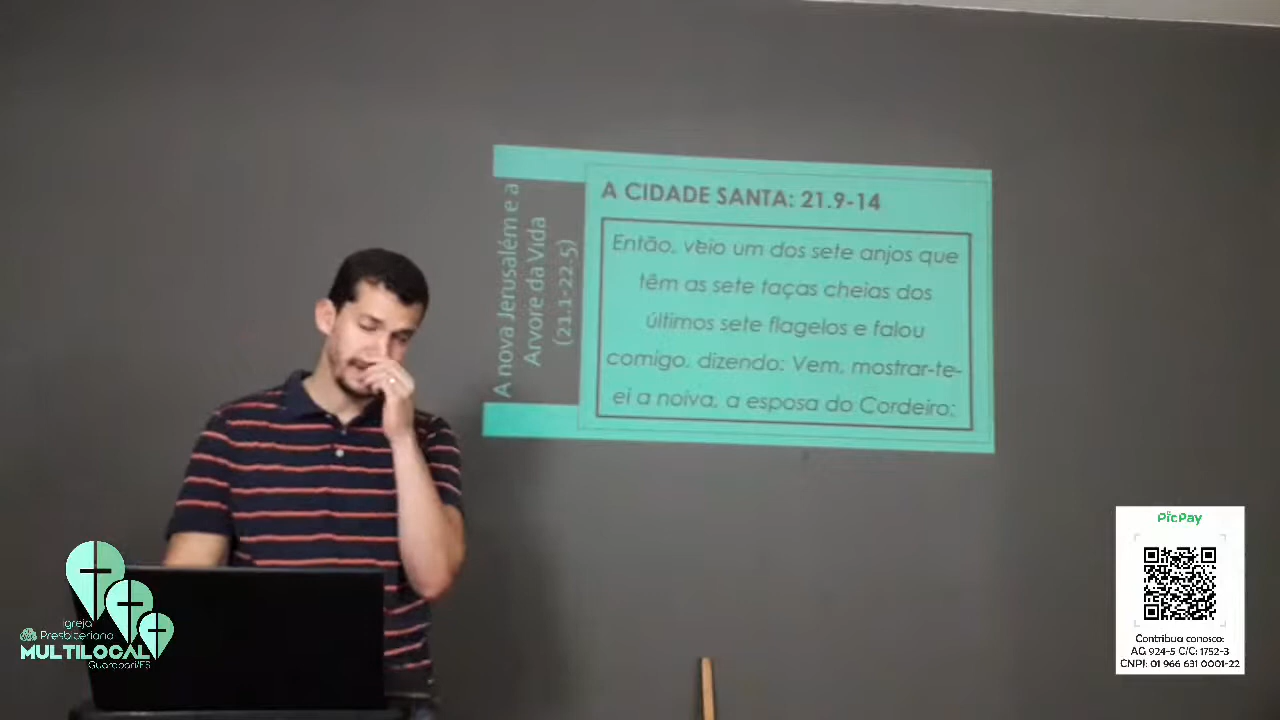 A nova Jerusalém e a
Arvore da Vida
(21.1-22.5)
A CIDADE SANTA: 21.9-14
Então, veio um dos sete anjos que
têm as sete taças cheias dos
últimos sete flagelos e falou
comigo, dizendo: Vem, mostrar-te-
ei a noiva, a esposa do Cordeiro;
Igreja
Presbiteriana
MULTILOCAL
Guarapari/ES
PicPay
Contribua conosco:
AG 924-5 C/C: 1752-3
CNPJ: 01 966 631 0001-22